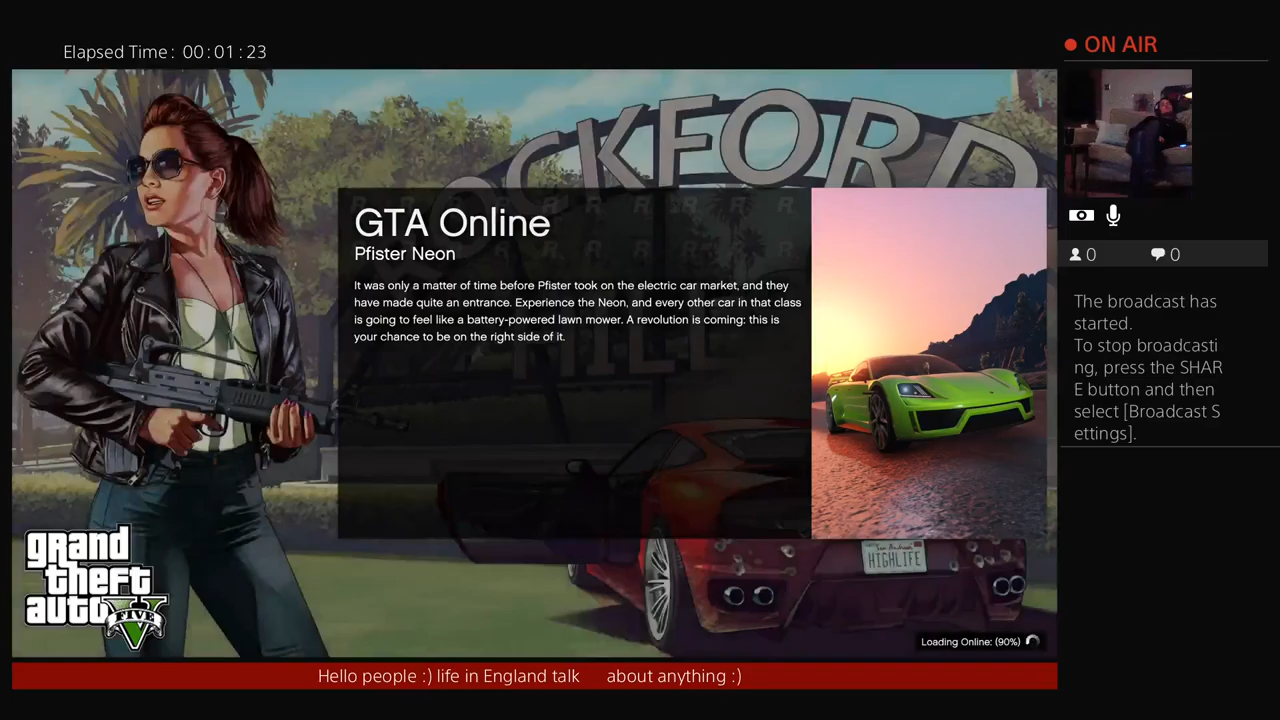 Elapsed Time: 00:01:23
ON AIR
ROCKFORD
HILL
GTA Online
Pfister Neon
It was only a matter of time before Pfister took on the electric car market, and they
have made quite an entrance. Experience the Neon, and every other car in that class
is going to feel like a battery-powered lawn mower. A revolution is coming: this is
your chance to be on the right side of it.
0
0
The broadcast has
started.
To stop broadcasti
ng, press the SHAR
E button and then
select [Broadcast S
ettings].
San Andreas
HIGHLIFE
grand
theft
auto
FIVE
V
Loading Online: (90%)
Hello people :) life in England talk about anything :)